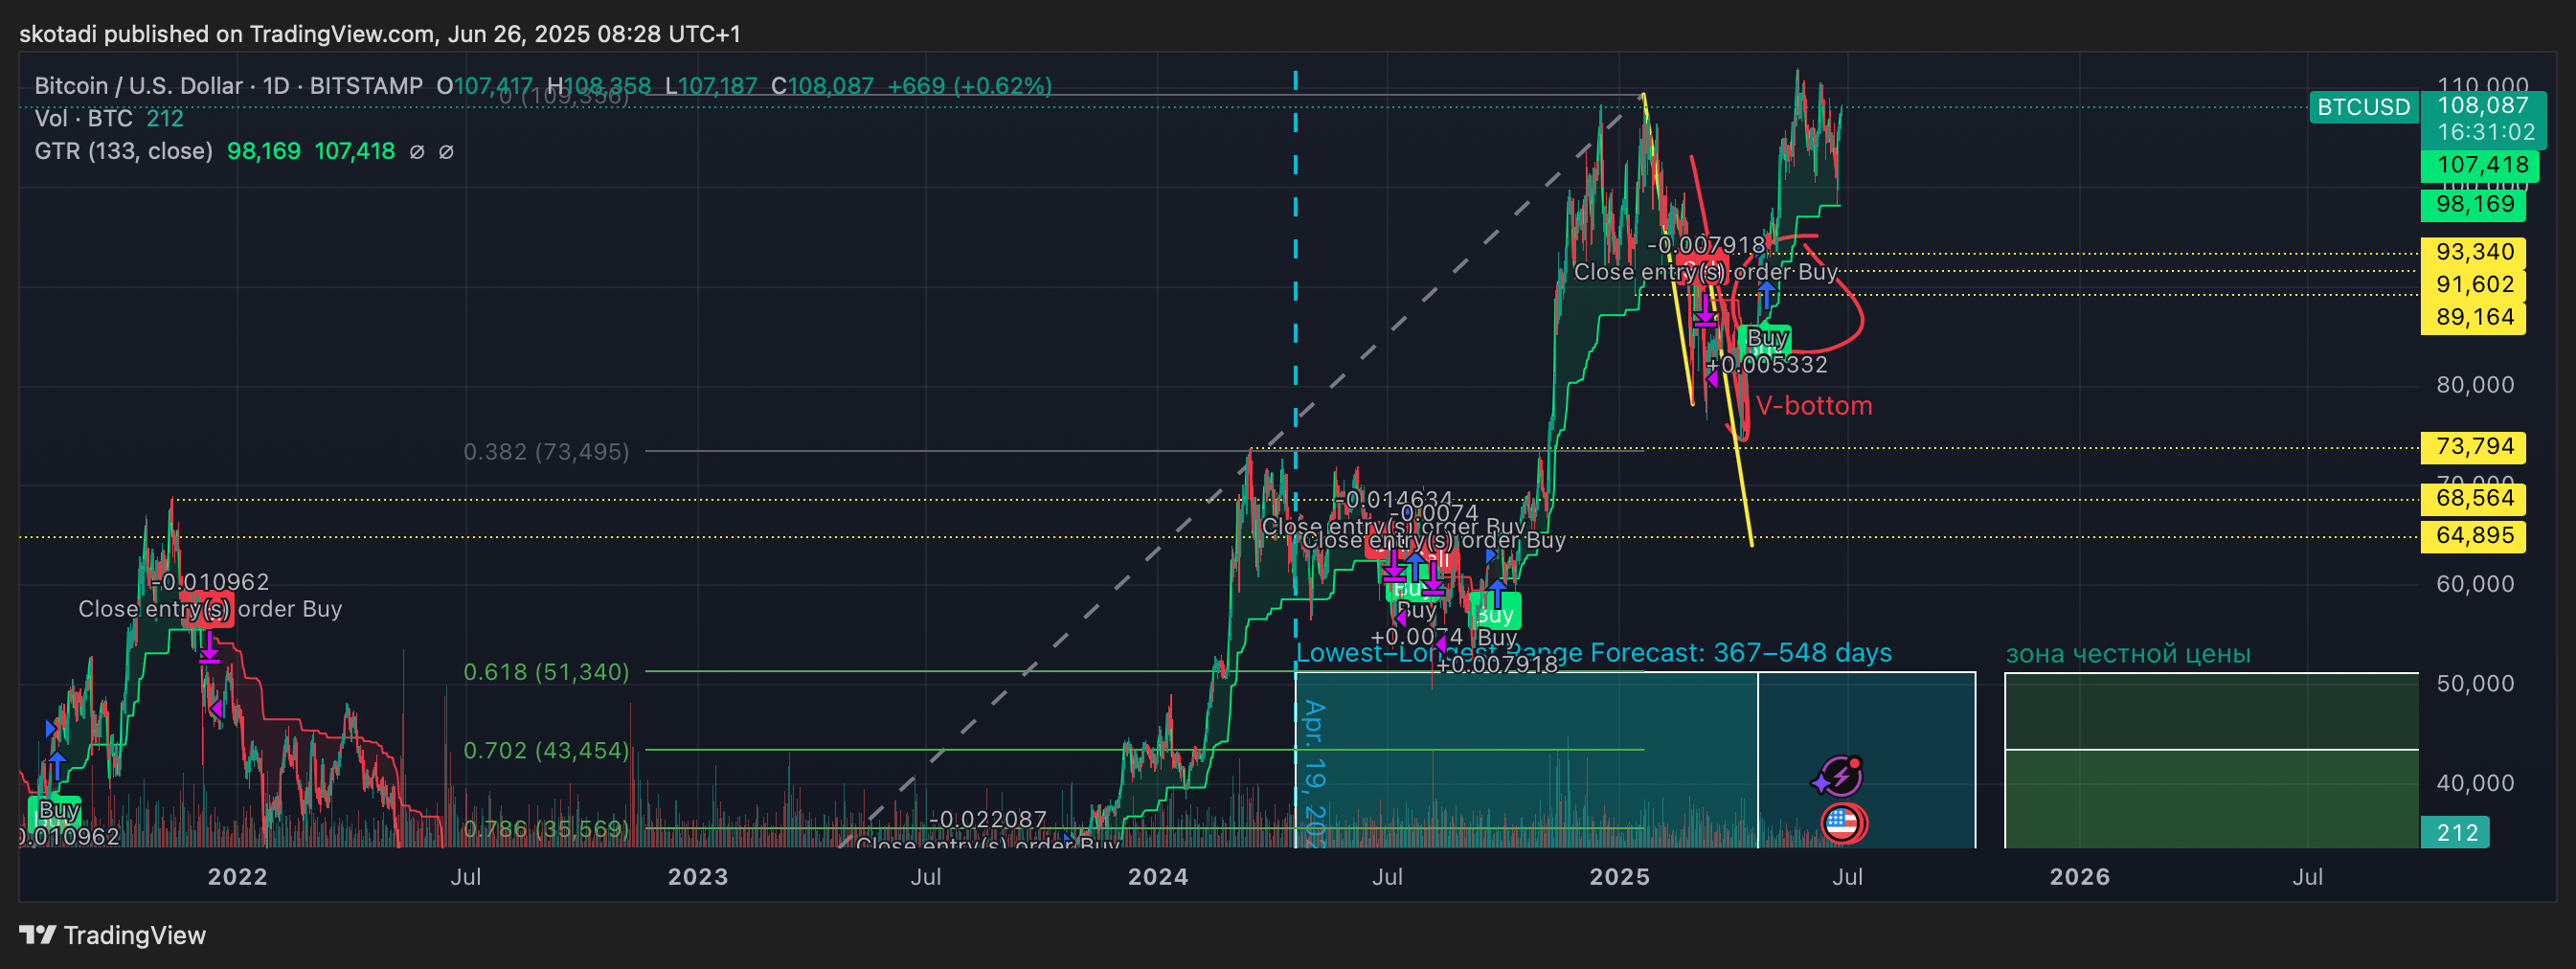 skotadi published on TradingView.com, Jun 26, 2025 08:28 UTC+1
Bitcoin / U.S. Dollar · 1D · BITSTAMP O107,417 H108,358 L107,187 C108,087 +669 (+0.62%)
0 (109,356)
Vol · BTC 212
GTR (133, close) 98,169 107,418 ∅ ∅
110,000
BTCUSD 108,087
16:31:02
107,418
100,000
98,169
-0.007918
93,340
Close entry(s) order Buy
91,602
89,164
Buy
+0.005332
80,000
V-bottom
0.382 (73,495)
73,794
70,000
68,564
-0.014634
-0.0074
Close entry(s) order Buy
Close entry(s) order Buy
64,895
-0.010962
Close entry(s) order Buy
60,000
Buy
Buy
Buy
+0.0074 Buy
+0.007918
Lowest–Longest Range Forecast: 367–548 days
зона честной цены
0.618 (51,340)
50,000
Apr. 19, 202
0.702 (43,454)
40,000
Buy
0.010962
0.786 (35,569)
-0.022087
Close entry(s) order Buy
212
2022 Jul 2023 Jul 2024 Jul 2025 Jul 2026 Jul
TradingView